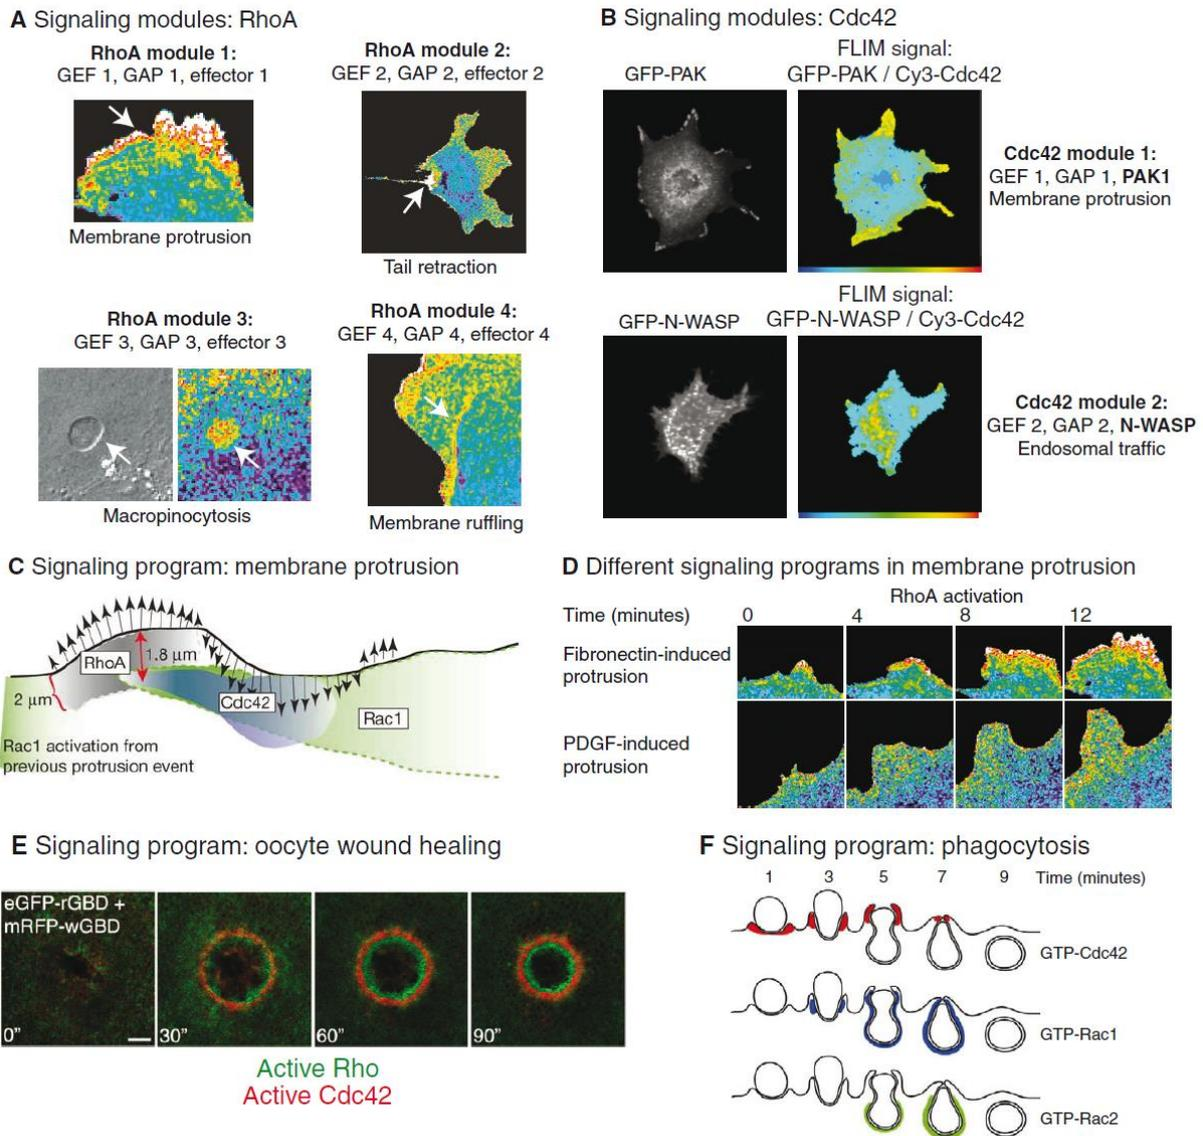 A Signaling modules: RhoA
RhoA module 1:
GEF 1, GAP 1, effector 1
Membrane protrusion
RhoA module 2:
GEF 2, GAP 2, effector 2
Tail retraction
RhoA module 3:
GEF 3, GAP 3, effector 3
Macropinocytosis
RhoA module 4:
GEF 4, GAP 4, effector 4
Membrane ruffling
B Signaling modules: Cdc42
GFP-PAK
FLIM signal:
GFP-PAK / Cy3-Cdc42
Cdc42 module 1:
GEF 1, GAP 1, PAK1
Membrane protrusion
GFP-N-WASP
FLIM signal:
GFP-N-WASP / Cy3-Cdc42
Cdc42 module 2:
GEF 2, GAP 2, N-WASP
Endosomal traffic
C Signaling program: membrane protrusion
RhoA
1.8 µm
2 µm
Cdc42
Rac1
Rac1 activation from
previous protrusion event
D Different signaling programs in membrane protrusion
RhoA activation
Time (minutes) 0 4 8 12
Fibronectin-induced
protrusion
PDGF-induced
protrusion
E Signaling program: oocyte wound healing
eGFP-rGBD +
mRFP-wGBD
0” 30” 60” 90”
Active Rho
Active Cdc42
F Signaling program: phagocytosis
1 3 5 7 9 Time (minutes)
GTP-Cdc42
GTP-Rac1
GTP-Rac2